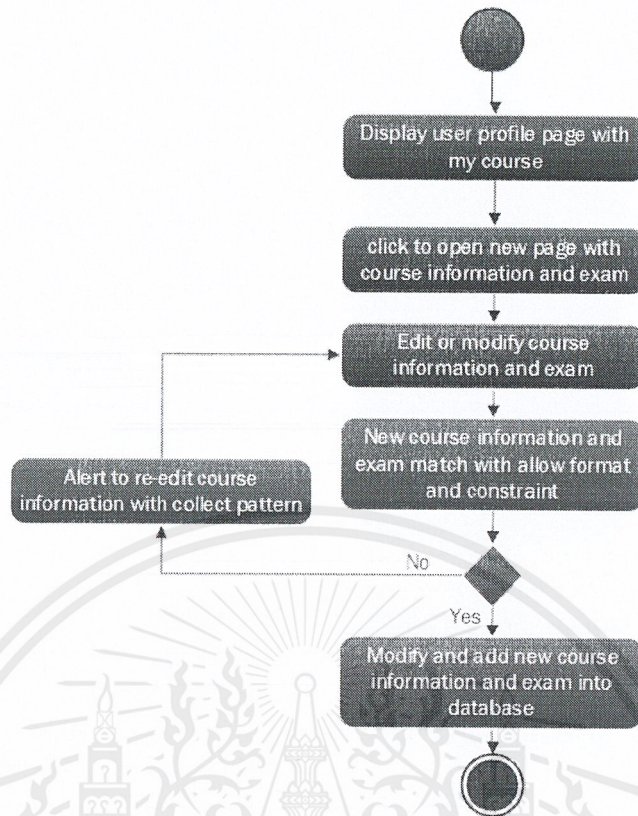 Display user profile page with
my course
click to open new page with
course information and exam
Edit or modify course
information and exam
New course information and
exam match with allow format
and constraint
Alert to re-edit course
information with collect pattern
No
Yes
Modify and add new course
information and exam into
database